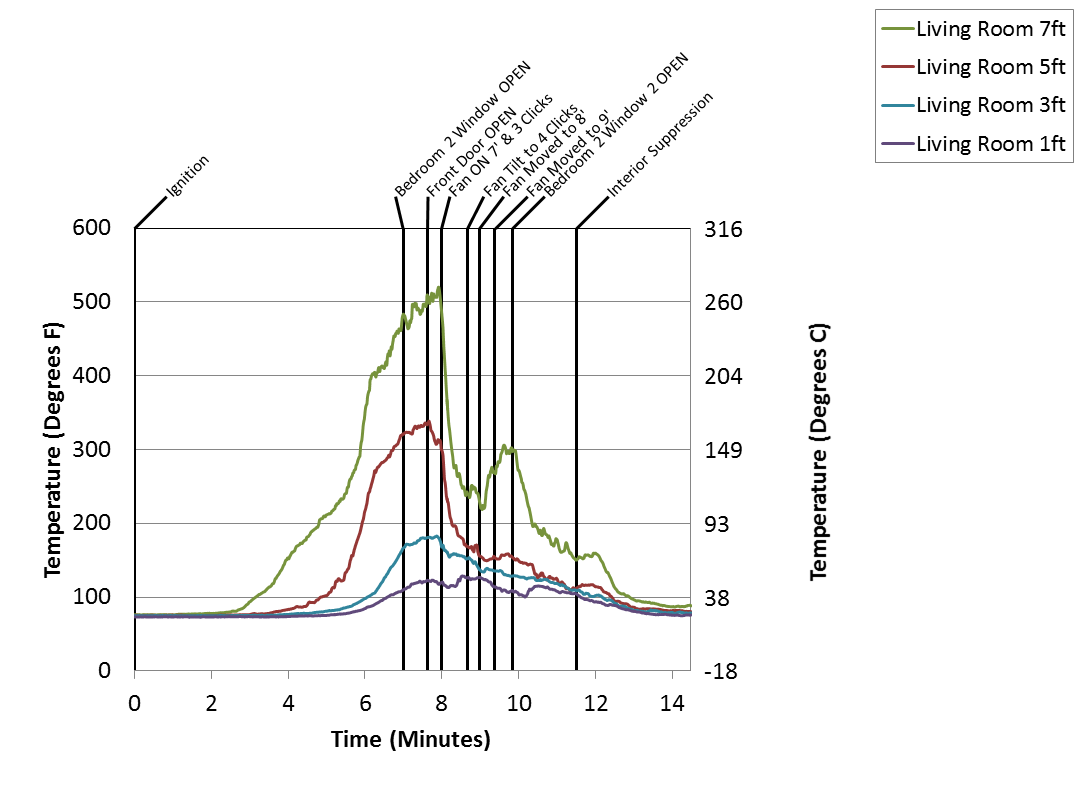 Living Room 7ft
Living Room 5ft
Living Room 3ft
Living Room 1ft
Ignition
Bedroom 2 Window OPEN
Front Door OPEN
Fan ON 7' & 3 Clicks
Fan Tilt to 4 Clicks
Fan Moved to 8'
Fan Moved to 9'
Bedroom 2 Window 2 OPEN
Interior Suppression
600
500
400
300
200
100
0
316
260
204
149
93
38
-18
Temperature (Degrees F)
Temperature (Degrees C)
0 2 4 6 8 10 12 14
Time (Minutes)